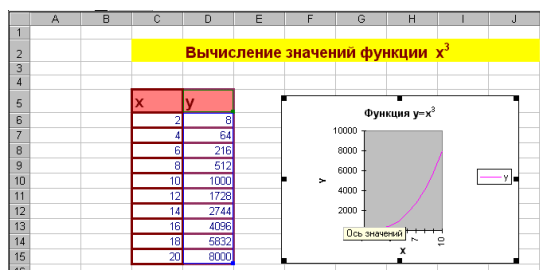 A B C D E F G H I J
1
2 Вычисление значений функции x³
3
4
5 x y
6 2 8
7 4 64
8 6 216
9 8 512
10 10 1000
11 12 1728
12 14 2744
13 16 4096
14 18 5832
15 20 8000
Функция y=x³
10000
8000
6000
4000
2000
Y
y
Ось значений
7
10
X